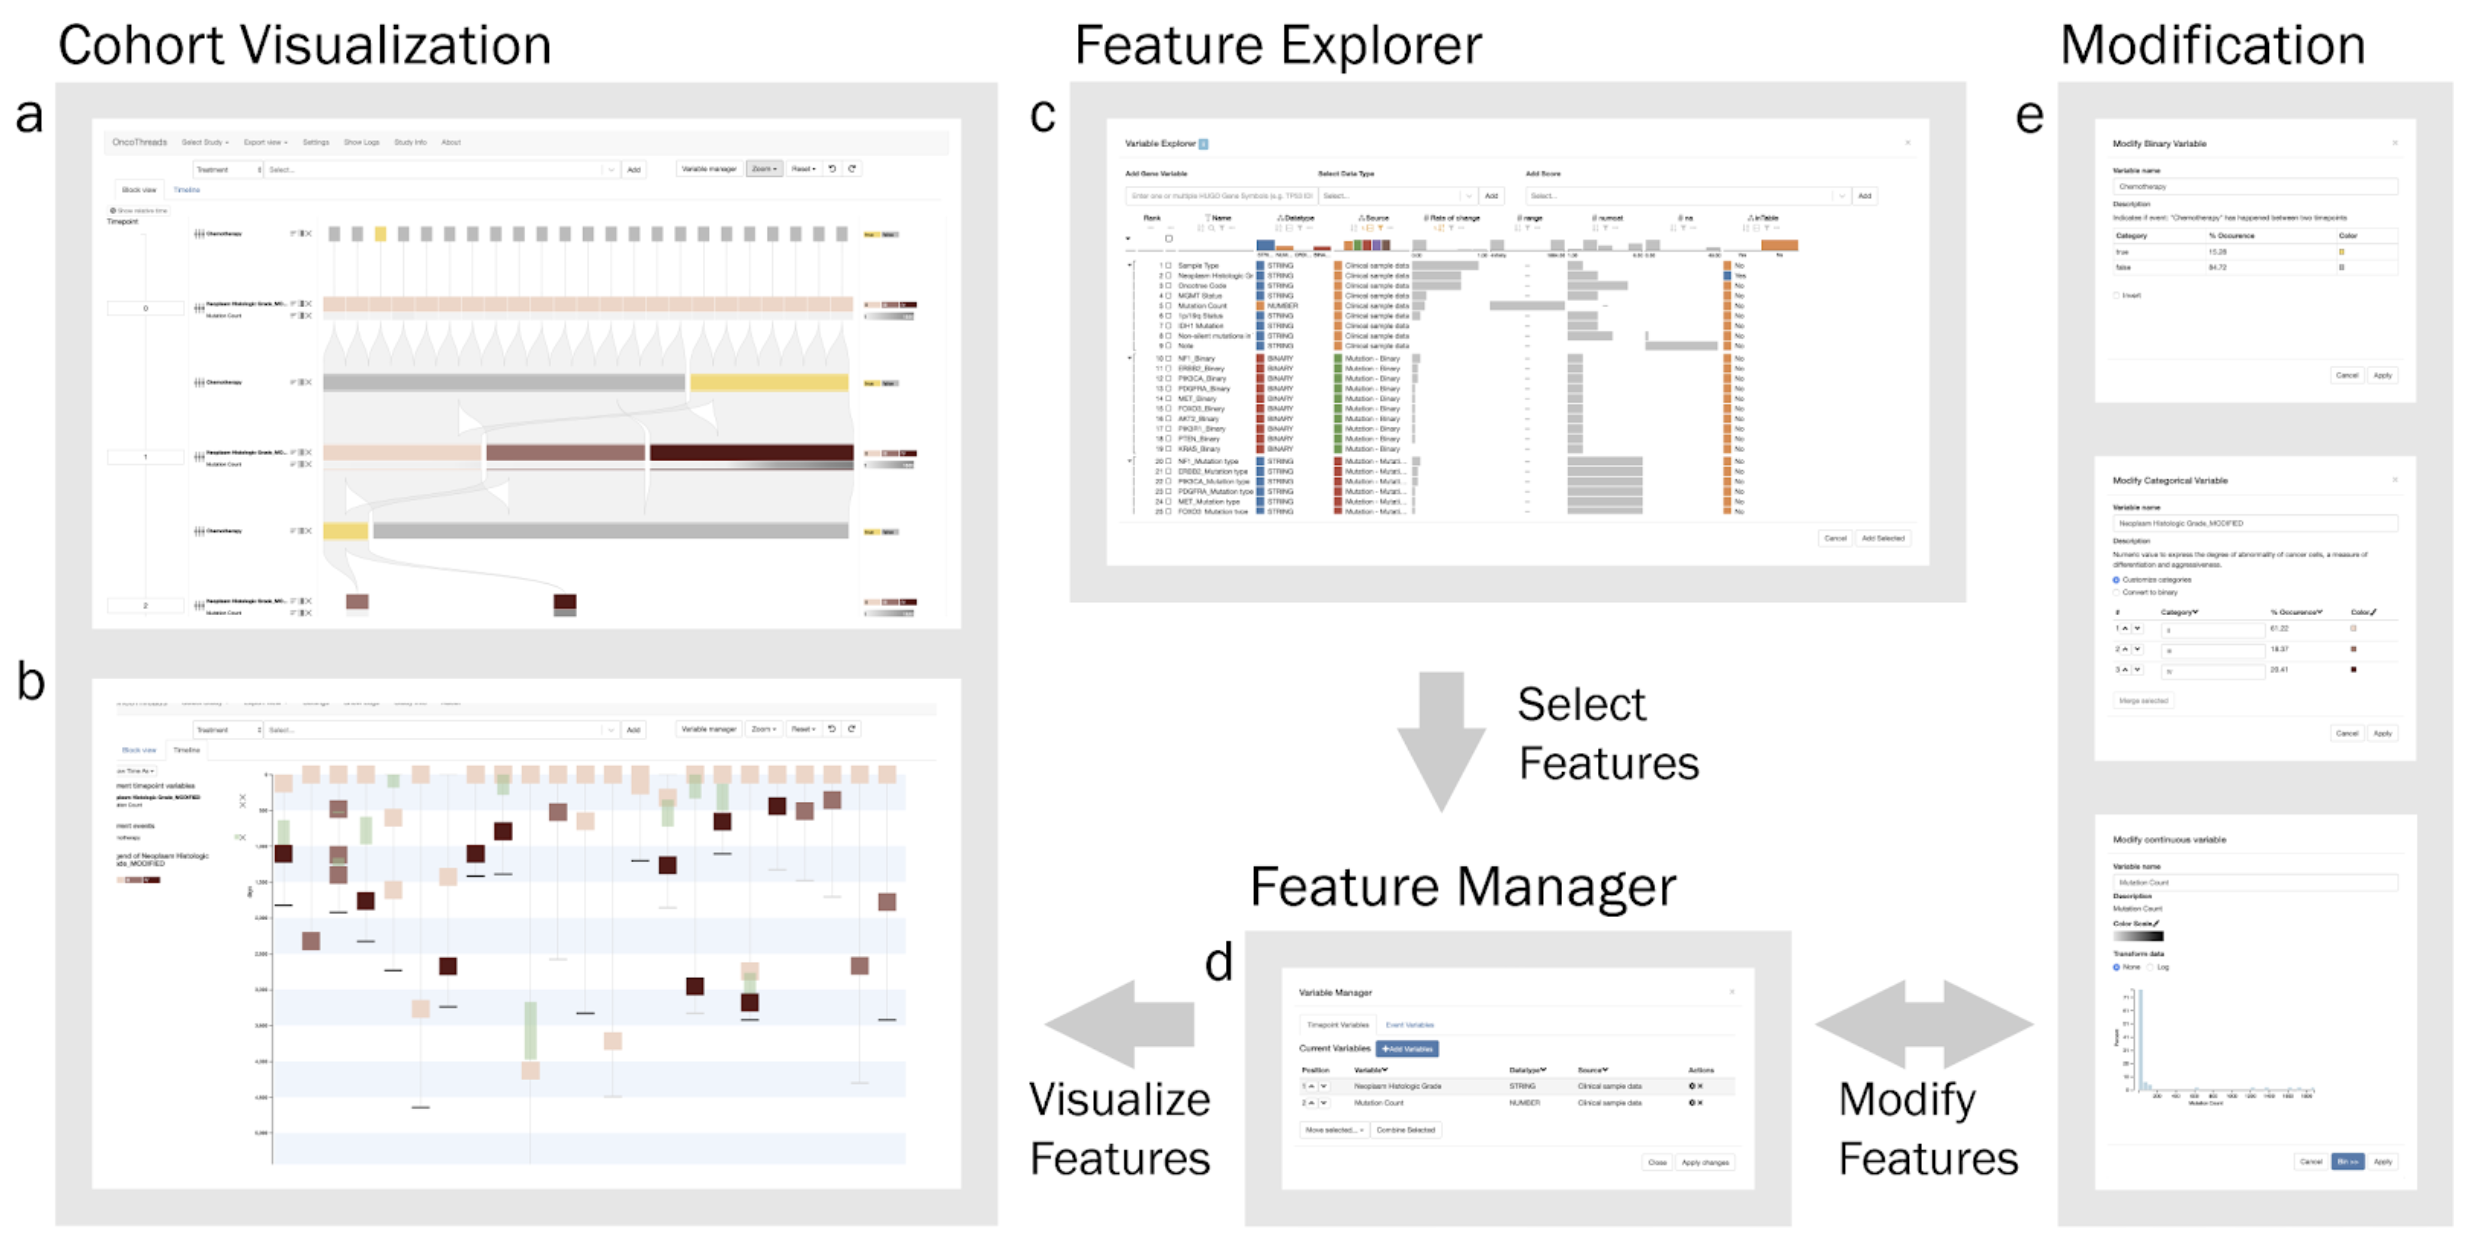 Cohort Visualization
Feature Explorer
Modification
a
OncoThreads Select Study Export view Settings Show Logs Study Info About
Treatment Select... Add Variable manager Zoom Reset
Block view Timeline
Show relative time
Timepoint
Chemotherapy
0
Neoplasm Histologic Grade_MO...
Mutation Count
Chemotherapy
1
Neoplasm Histologic Grade_MO...
Mutation Count
Chemotherapy
2
Neoplasm Histologic Grade_MO...
Mutation Count
b
Treatment Select... Add Variable manager Zoom Reset
Block view Timeline
ment timepoint variables
plasm Histologic Grade_MODIFIED
tion Count
ment events
notherapy
gend of Neoplasm Histologic
ade_MODIFIED
days
c
Variable Explorer
Add Gene Variable Select Data Type Add Score
Enter one or multiple HUGO Gene Symbols (e.g. TP53 ID Select... Add Select... Add
Rank Name Datatype Source Rate of change range numcat na inTable
1 Sample Type STRING Clinical sample data No
2 Neoplasm Histologic Gr STRING Clinical sample data Yes
3 Oncotree Code STRING Clinical sample data No
4 MGMT Status STRING Clinical sample data No
5 Mutation Count NUMBER Clinical sample data No
6 1p/19q Status STRING Clinical sample data No
7 IDH1 Mutation STRING Clinical sample data No
8 Non-silent mutations in STRING Clinical sample data No
9 Note STRING Clinical sample data No
10 NF1_Binary BINARY Mutation - Binary No
11 ERBB2_Binary BINARY Mutation - Binary No
12 PIK3CA_Binary BINARY Mutation - Binary No
13 PDGFRA_Binary BINARY Mutation - Binary No
14 MET_Binary BINARY Mutation - Binary No
15 FOXO3_Binary BINARY Mutation - Binary No
16 AKT2_Binary BINARY Mutation - Binary No
17 PIK3R1_Binary BINARY Mutation - Binary No
18 PTEN_Binary BINARY Mutation - Binary No
19 KRAS_Binary BINARY Mutation - Binary No
20 NF1_Mutation type STRING Mutation - Mutati... No
21 ERBB2_Mutation type STRING Mutation - Mutati... No
22 PIK3CA_Mutation type STRING Mutation - Mutati... No
23 PDGFRA_Mutation type STRING Mutation - Mutati... No
24 MET_Mutation type STRING Mutation - Mutati... No
25 FOXO3_Mutation type STRING Mutation - Mutati... No
Cancel Add Selected
Select
Features
Feature Manager
d
Variable Manager
Timepoint Variables Event Variables
Current Variables +Add Variables
Position Variable Datatype Source Actions
1 Neoplasm Histologic Grade STRING Clinical sample data
2 Mutation Count NUMBER Clinical sample data
Move selected... Combine Selected
Close Apply changes
Visualize
Features
Modify
Features
e
Modify Binary Variable
Variable name
Chemotherapy
Description
Indicates if event: "Chemotherapy" has happened between two timepoints
Category % Occurence Color
true 15.28
false 84.72
Invert
Cancel Apply
Modify Categorical Variable
Variable name
Neoplasm Histologic Grade_MODIFIED
Description
Numeric value to express the degree of abnormality of cancer cells, a measure of
differentiation and aggressiveness.
Customize categories
Convert to binary
# Category % Occurence Color
1 61.22
2 18.37
3 20.41
Merge selected
Cancel Apply
Modify continuous variable
Variable name
Mutation Count
Description
Mutation Count
Color Scale
Transform data
None Log
Mutation Count
Cancel Bin >> Apply